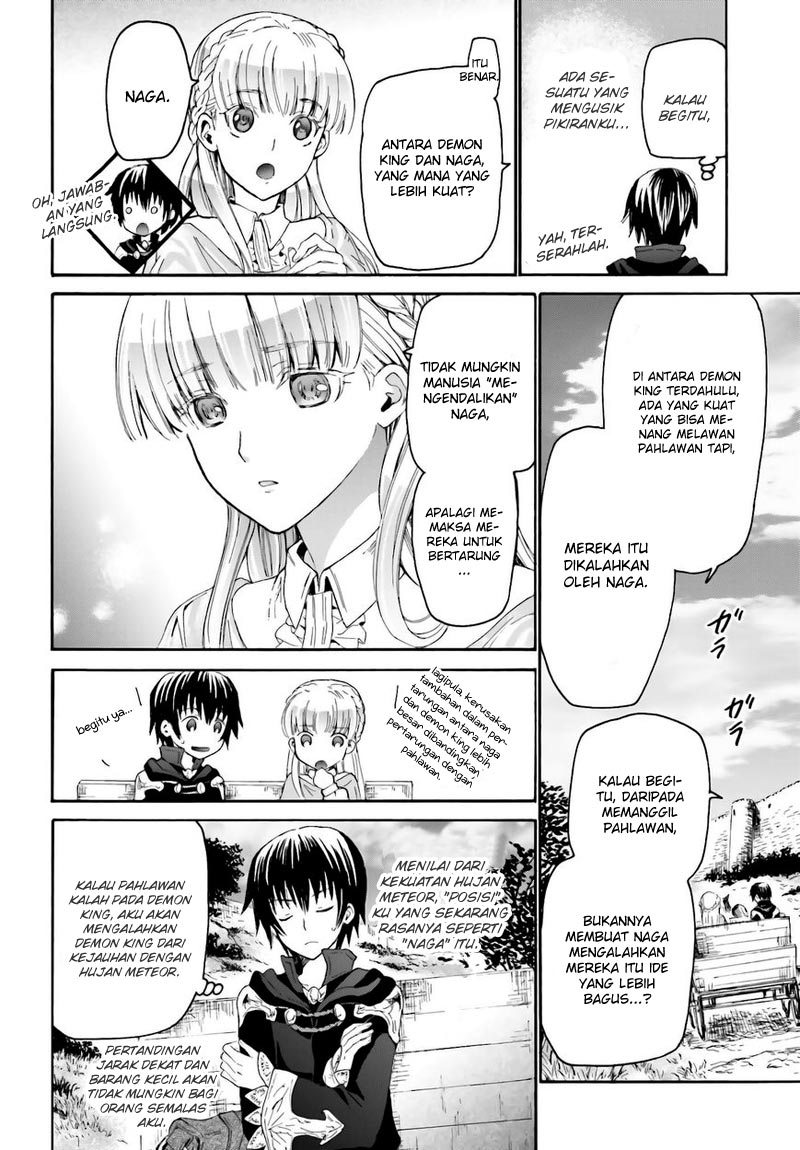 KALAU
BEGITU,
ADA SE-
SUATU YANG
MENGUSIK
PIKIRANKU...
YAH, TER-
SERAHLAH.
ITU
BENAR.
ANTARA DEMON
KING DAN NAGA,
YANG MANA YANG
LEBIH KUAT?
NAGA.
OH, JAWAB-
AN YANG
LANGSUNG.
DI ANTARA DEMON
KING TERDAHULU,
ADA YANG KUAT
YANG BISA ME-
NANG MELAWAN
PAHLAWAN TAPI,
MEREKA ITU
DIKALAHKAN
OLEH NAGA.
ガラ
ガラ
KALAU BEGI-
TU, DARIPADA
MEMANGGIL
PAHLAWAN,
BUKANNYA
MEMBUAT NAGA
MENGALAHKAN
MEREKA ITU IDE
YANG LEBIH
BAGUS...?
TIDAK MUNGKIN
MANUSIA "ME-
NGENDALIKAN"
NAGA,
APALAGI ME-
MAKSA ME-
REKA UNTUK
BERTARUNG
...
lagipula kerusakan
tambahan dalam per-
tarungan antara naga
dan demon king lebih
besar dibandingkan
pertarungan dengan
pahlawan.
begitu ya...
MENILAI DARI
KEKUATAN HUJAN
METEOR, "POSISI"
KU YANG SEKARANG
RASANYA SEPERTI
"NAGA" ITU.
KALAU PAHLAWAN
KALAH PADA DEMON
KING, AKU AKAN
MENGALAHKAN
DEMON KING DARI
KEJAUHAN DENGAN
HUJAN METEOR.
PERTANDINGAN
JARAK DEKAT DAN
BARANG KECIL AKAN
TIDAK MUNGKIN BAGI
ORANG SEMALAS
AKU.